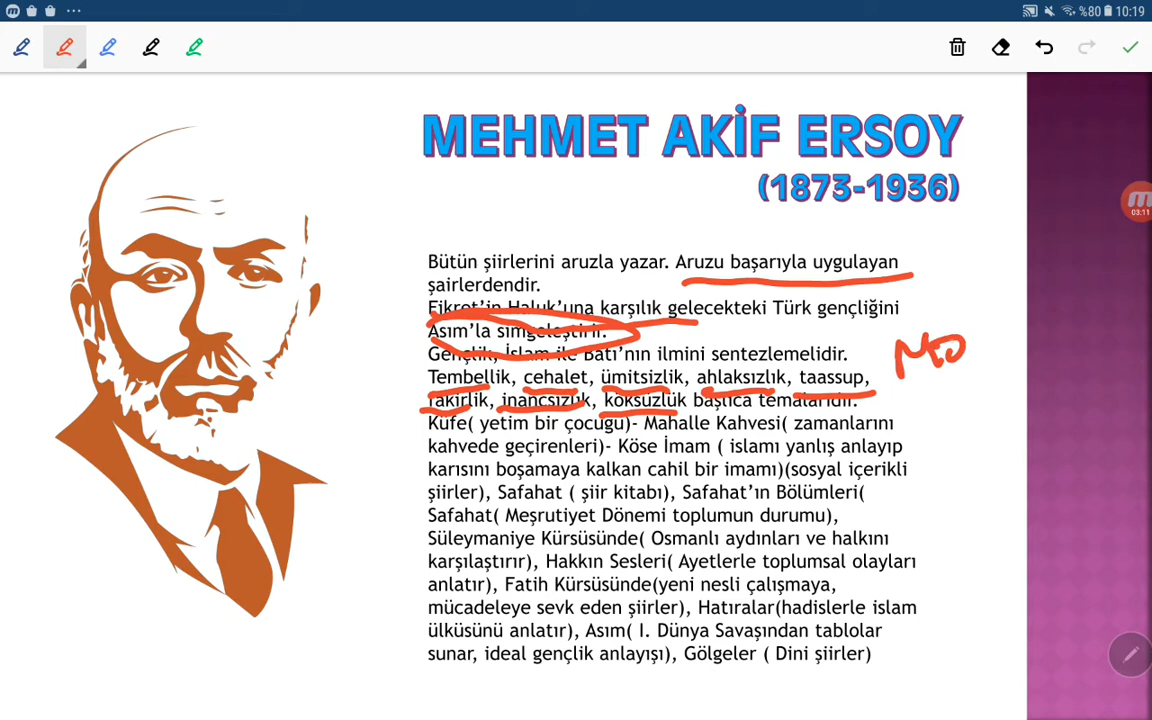 %80 10:19
MEHMET AKİF ERSOY
(1873-1936)
03:11
Bütün şiirlerini aruzla yazar. Aruzu başarıyla uygulayan
şairlerdendir.
Fikret'in Haluk'una karşılık gelecekteki Türk gençliğini
Asım'la simgeleştirir.
Gençlik, İslam ile Batı'nın ilmini sentezlemelidir.
Tembellik, cehalet, ümitsizlik, ahlaksızlık, taassup,
fakirlik, inançsızlık, köksüzlük başlıca temalarıdır.
Küfe( yetim bir çocuğu)- Mahalle Kahvesi( zamanlarını
kahvede geçirenleri)- Köse İmam ( islamı yanlış anlayıp
karısını boşamaya kalkan cahil bir imamı)(sosyal içerikli
şiirler), Safahat ( şiir kitabı), Safahat'ın Bölümleri(
Safahat( Meşrutiyet Dönemi toplumun durumu),
Süleymaniye Kürsüsünde( Osmanlı aydınları ve halkını
karşılaştırır), Hakkın Sesleri( Ayetlerle toplumsal olayları
anlatır), Fatih Kürsüsünde(yeni nesli çalışmaya,
mücadeleye sevk eden şiirler), Hatıralar(hadislerle islam
ülküsünü anlatır), Asım( I. Dünya Savaşından tablolar
sunar, ideal gençlik anlayışı), Gölgeler ( Dini şiirler)